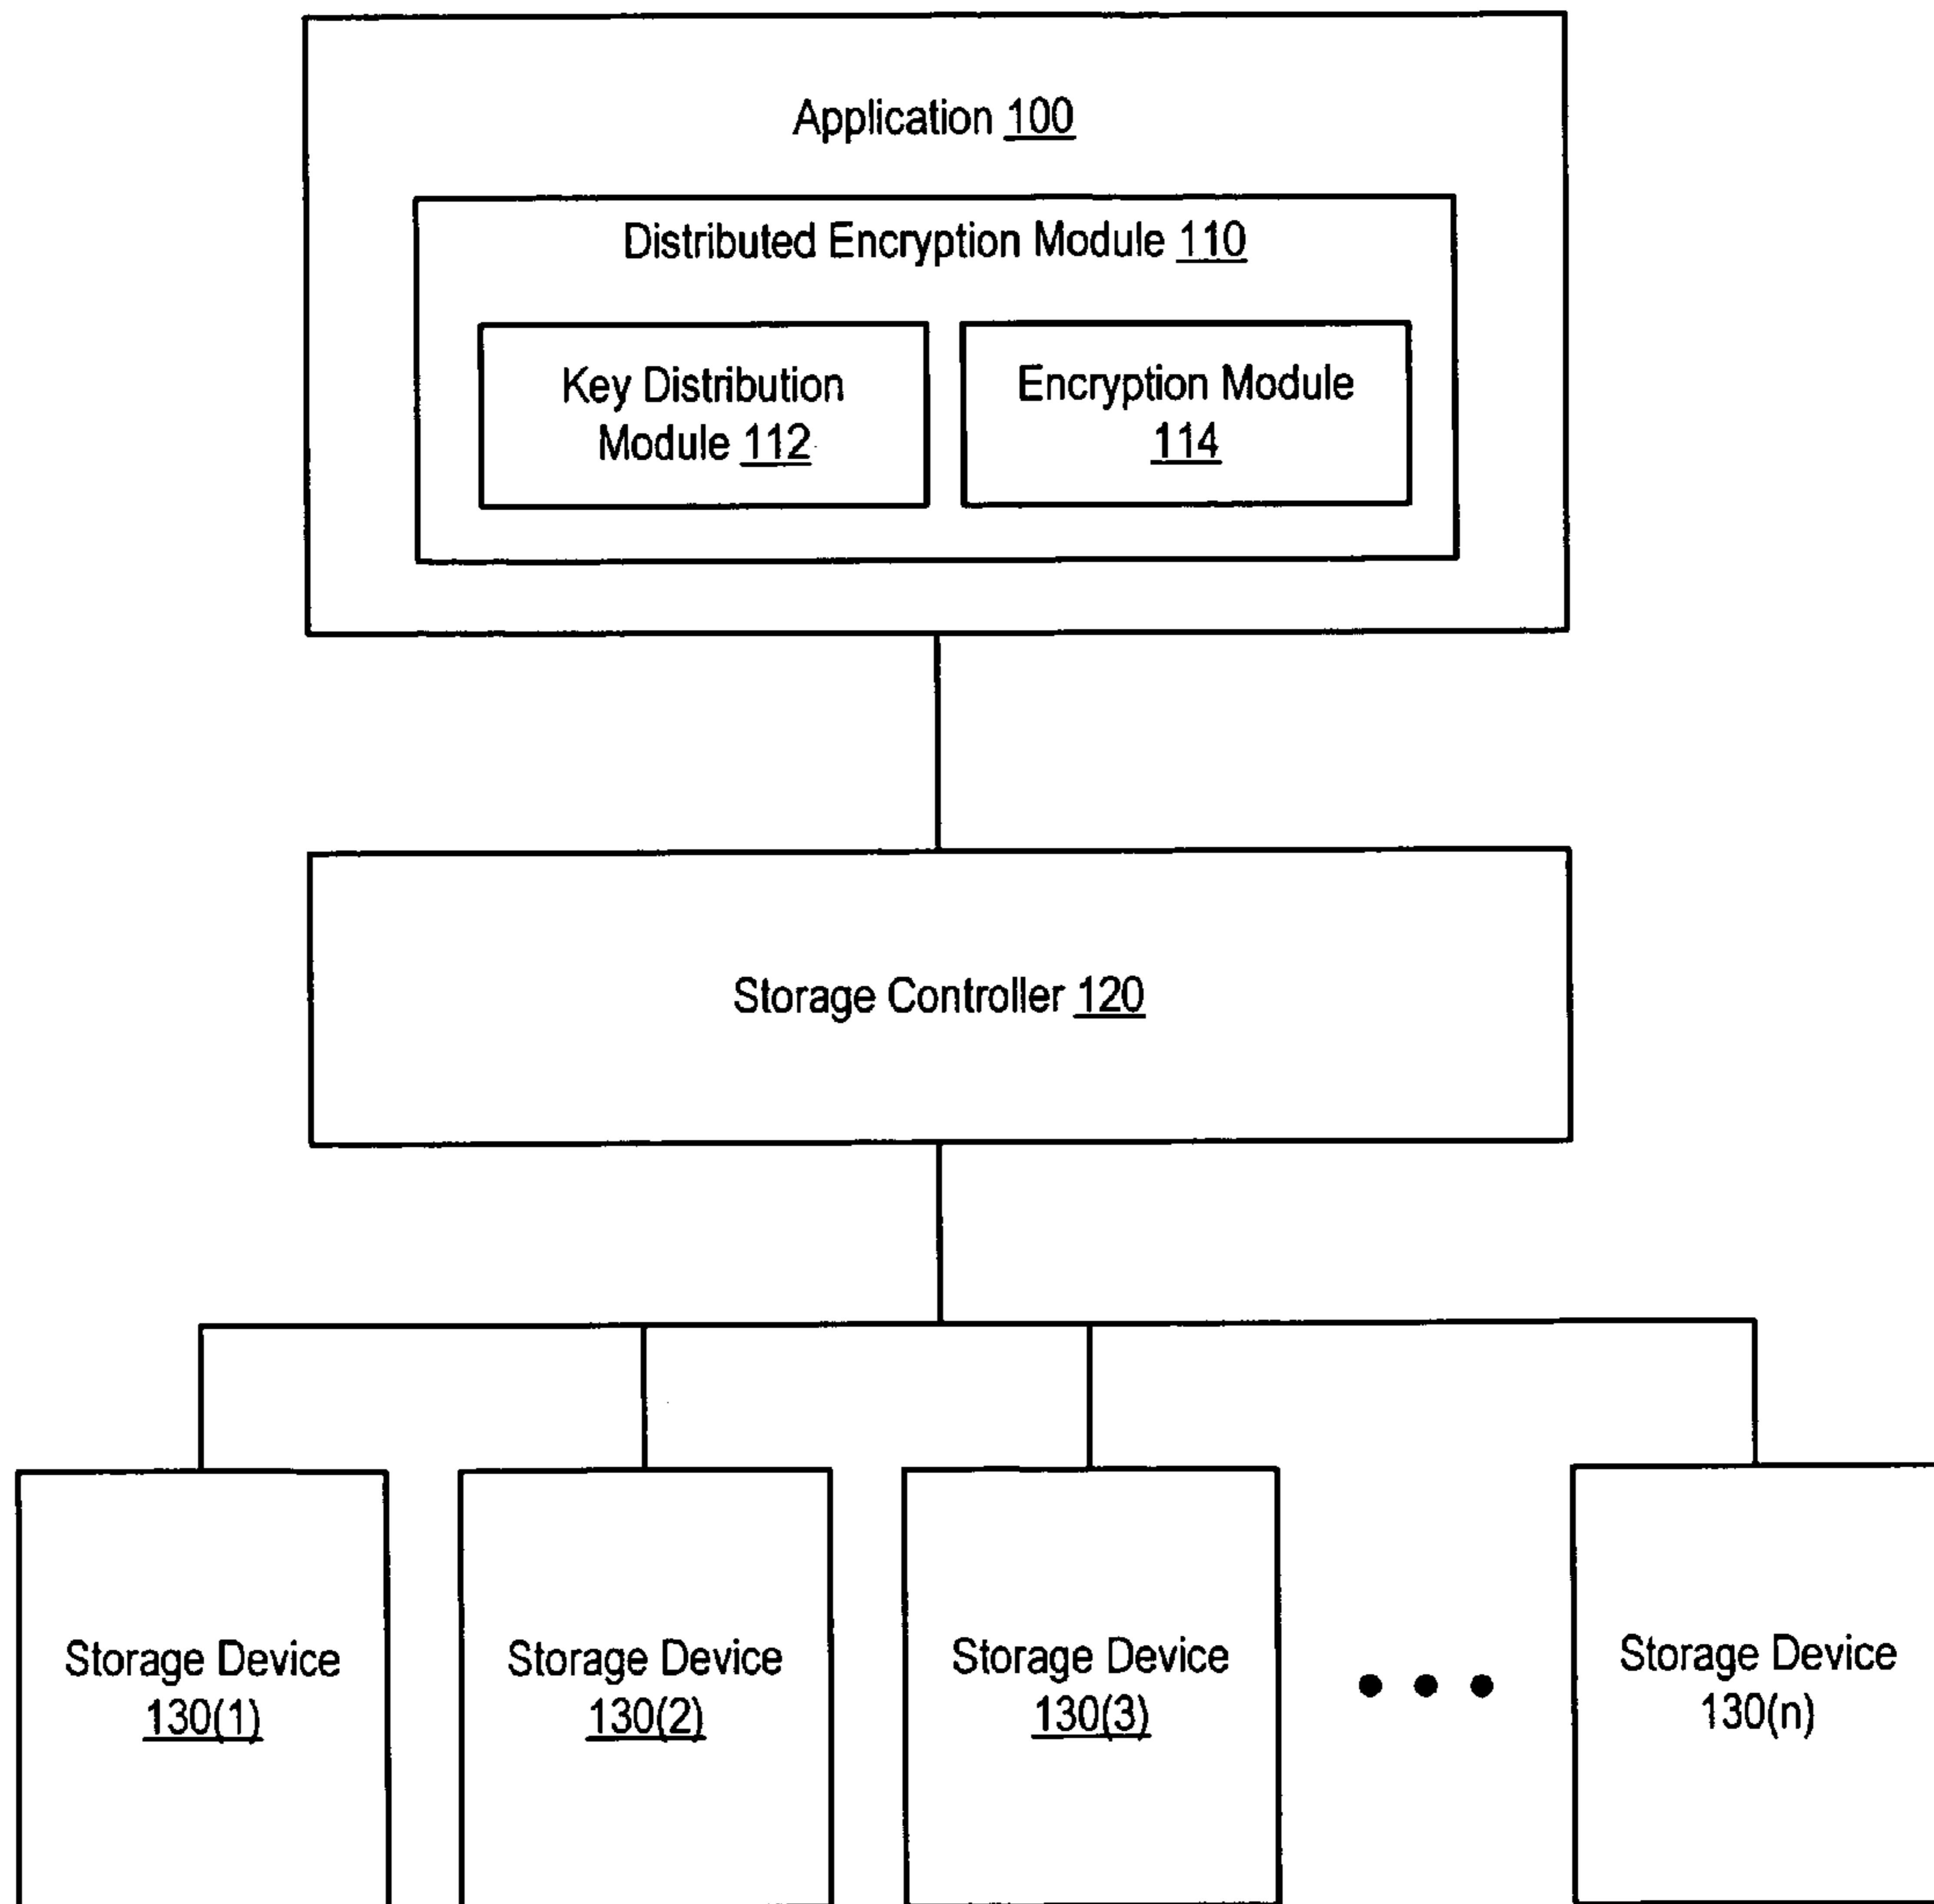 Application 100
Distributed Encryption Module 110
Key Distribution
Module 112
Encryption Module
114
Storage Controller 120
Storage Device
130(1)
Storage Device
130(2)
Storage Device
130(3)
Storage Device
130(n)